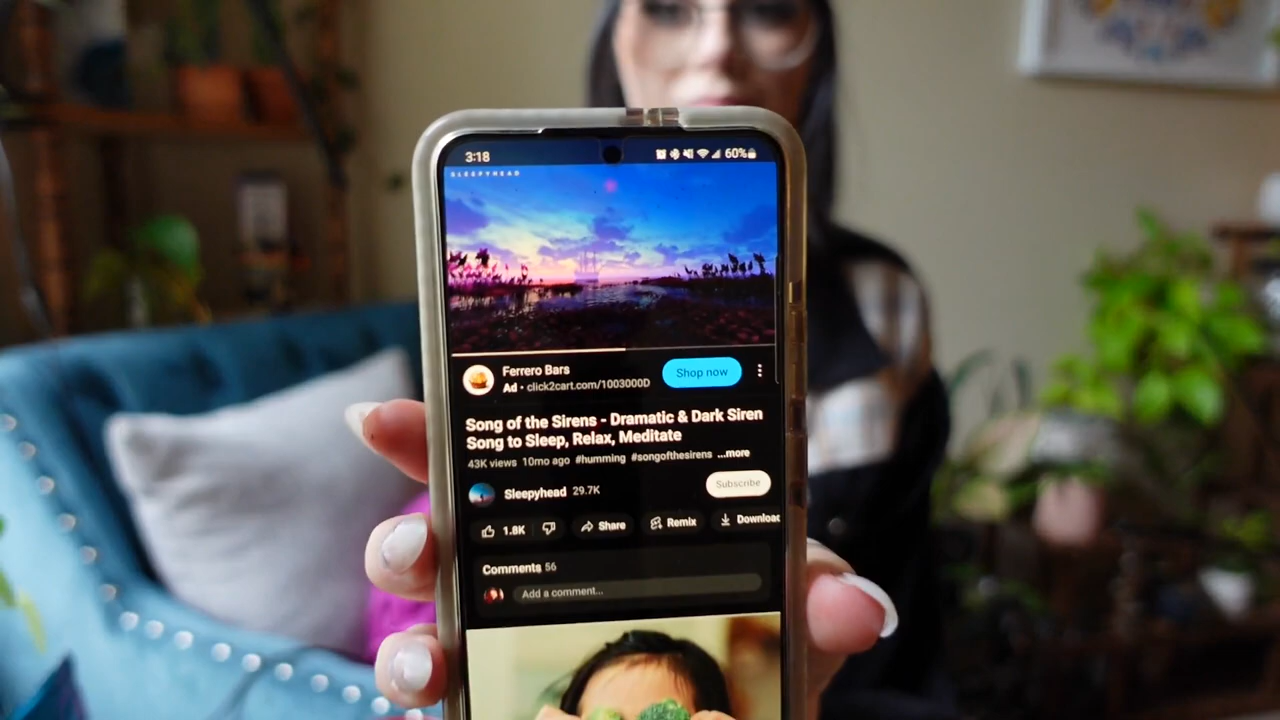 3:18 60%
SLEEPYHEAD
Ferrero Bars
Ad • click2cart.com/1003000D
Shop now
Song of the Sirens - Dramatic & Dark Siren
Song to Sleep, Relax, Meditate
43K views 10mo ago #humming #songofthesirens ...more
Sleepyhead 29.7K
Subscribe
1.8K Share Remix Download
Comments 56
Add a comment...